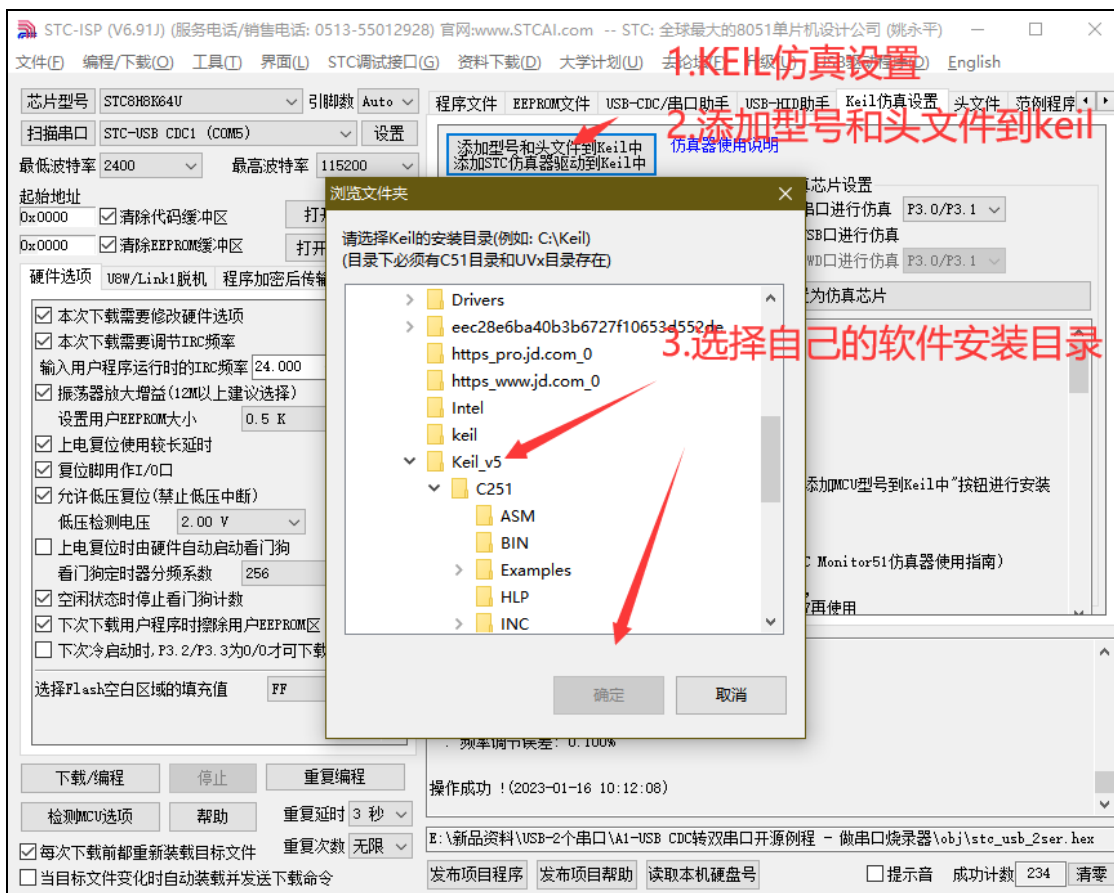 STC-ISP (V6.91J) (服务电话/销售电话: 0513-55012928) 官网:www.STCAI.com -- STC: 全球最大的8051单片机设计公司 (姚永平)
文件(F) 编程/下载(O) 工具(T) 界面(L) STC调试接口(G) 资料下载(D) 大学计划(U) 去论坛(F) 升级(U) USB驱动程序(D) English
1.KEIL仿真设置
芯片型号 STC8H8K64U 引脚数 Auto
程序文件 EEPROM文件 USB-CDC/串口助手 USB-HID助手 Keil仿真设置 头文件 范例程序
2.添加型号和头文件到keil
扫描串口 STC-USB CDC1 (COM5) 设置
添加型号和头文件到Keil中
添加STC仿真器驱动到Keil中
仿真器使用说明
最低波特率 2400 最高波特率 115200
起始地址
0x0000 清除代码缓冲区
0x0000 清除EEPROM缓冲区
芯片设置
串口进行仿真 P3.0/P3.1
USB口进行仿真
SWD口进行仿真 P3.0/P3.1
为仿真芯片
浏览文件夹
请选择Keil的安装目录(例如: C:\Keil)
(目录下必须有C51目录和UVx目录存在)
Drivers
eec28e6ba40b3b6727f10653d552de
https_pro.jd.com_0
https_www.jd.com_0
Intel
keil
Keil_v5
C251
ASM
BIN
Examples
HLP
INC
确定 取消
3.选择自己的软件安装目录
硬件选项 U8W/Link1脱机 程序加密后传输
本次下载需要修改硬件选项
本次下载需要调节IRC频率
输入用户程序运行时的IRC频率 24.000
振荡器放大增益(12M以上建议选择)
设置用户EEPROM大小 0.5 K
上电复位使用较长延时
复位脚用作I/O口
允许低压复位(禁止低压中断)
低压检测电压 2.00 V
上电复位时由硬件自动启动看门狗
看门狗定时器分频系数 256
空闲状态时停止看门狗计数
下次下载用户程序时擦除用户EEPROM区
下次冷启动时,P3.2/P3.3为0/0才可下载
选择Flash空白区域的填充值 FF
添加MCU型号到Keil中"按钮进行安装
Monitor51仿真器使用指南)
再使用
. 频率调节误差: 0.100%
操作成功 !(2023-01-16 10:12:08)
下载/编程 停止 重复编程
检测MCU选项 帮助 重复延时 3 秒
重复次数 无限
每次下载前都重新装载目标文件
当目标文件变化时自动装载并发送下载命令
E:\新品资料\USB-2个串口\A1-USB CDC转双串口开源例程 - 做串口烧录器\obj\stc_usb_2ser.hex
发布项目程序 发布项目帮助 读取本机硬盘号 提示音 成功计数 234 清零